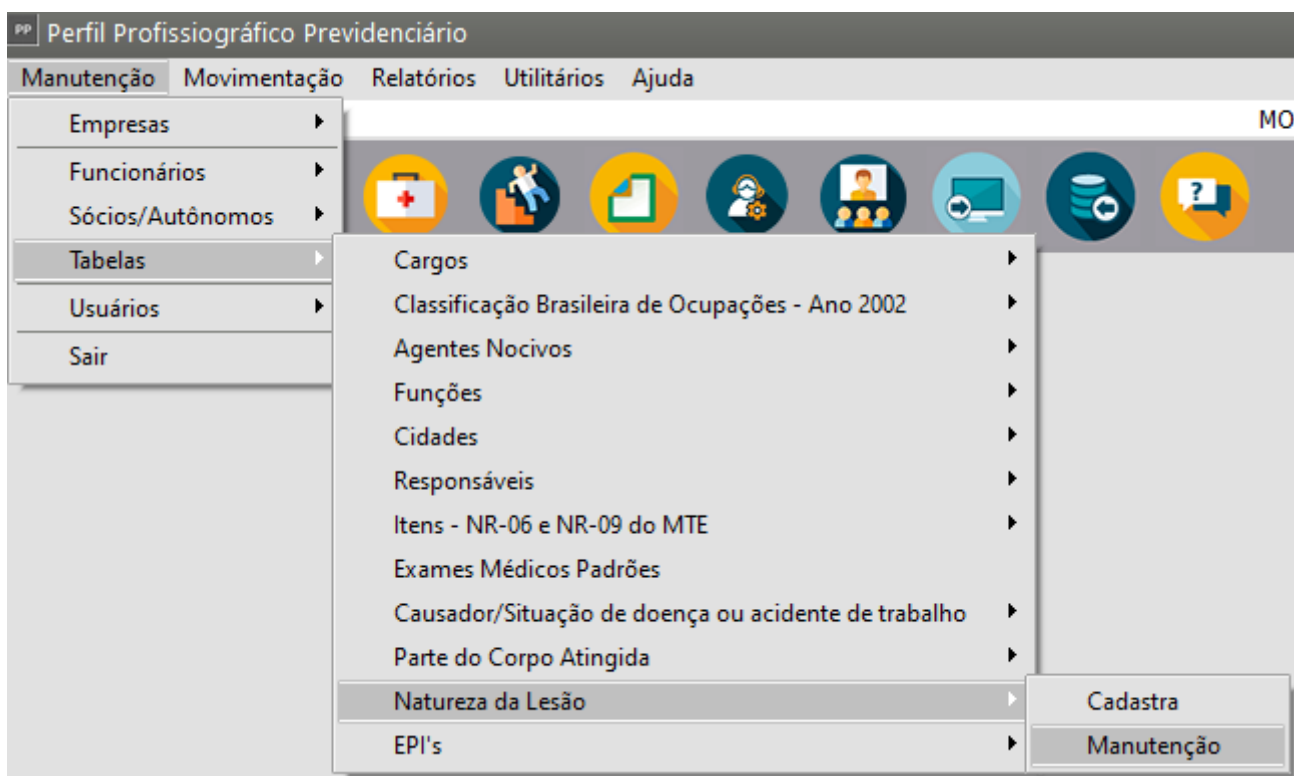 PP Perfil Profissiográfico Previdenciário
Manutenção Movimentação Relatórios Utilitários Ajuda
MO
Empresas
Funcionários
Sócios/Autônomos
Tabelas
Usuários
Sair
?
Cargos
Classificação Brasileira de Ocupações - Ano 2002
Agentes Nocivos
Funções
Cidades
Responsáveis
Itens - NR-06 e NR-09 do MTE
Exames Médicos Padrões
Causador/Situação de doença ou acidente de trabalho
Parte do Corpo Atingida
Natureza da Lesão
EPI's
Cadastra
Manutenção